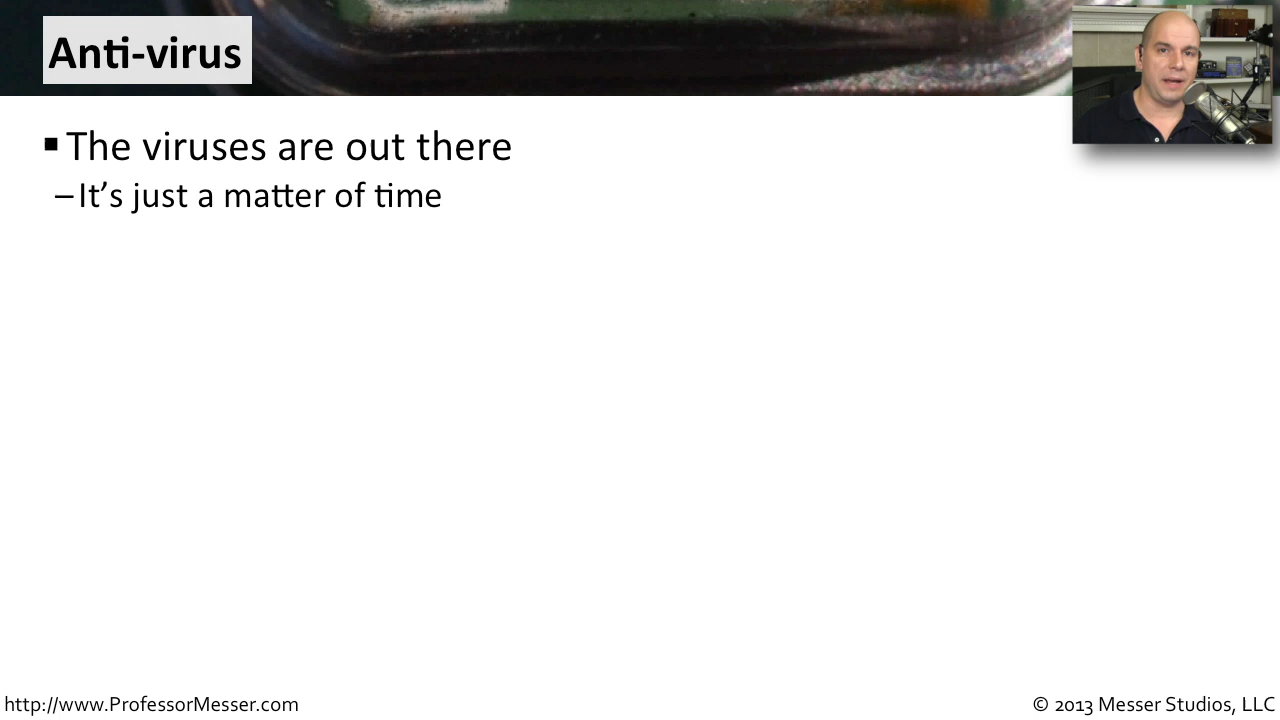 Anti-virus
▪ The viruses are out there
– It’s just a matter of time
http://www.ProfessorMesser.com
© 2013 Messer Studios, LLC